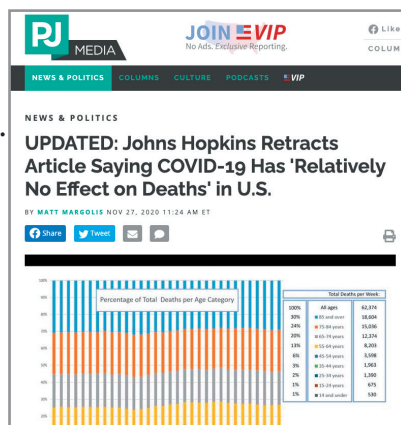 PJ MEDIA
JOIN VIP
No Ads. Exclusive Reporting.
Like
COLUM
NEWS & POLITICS COLUMNS CULTURE PODCASTS VIP
NEWS & POLITICS
UPDATED: Johns Hopkins Retracts
Article Saying COVID-19 Has 'Relatively
No Effect on Deaths' in U.S.
BY MATT MARGOLIS NOV 27, 2020 11:24 AM ET
Share Tweet
Percentage of Total Deaths per Age Category
Total Deaths per Week:
100% All ages 62,374
30% 85 and over 18,604
24% 75-84 years 15,036
20% 65-74 years 12,374
13% 55-64 years 8,203
6% 45-54 years 3,598
3% 35-44 years 1,963
2% 25-34 years 1,390
1% 15-24 years 675
1% 14 and under 530
100%
90%
80%
70%
60%
50%
40%
30%
20%